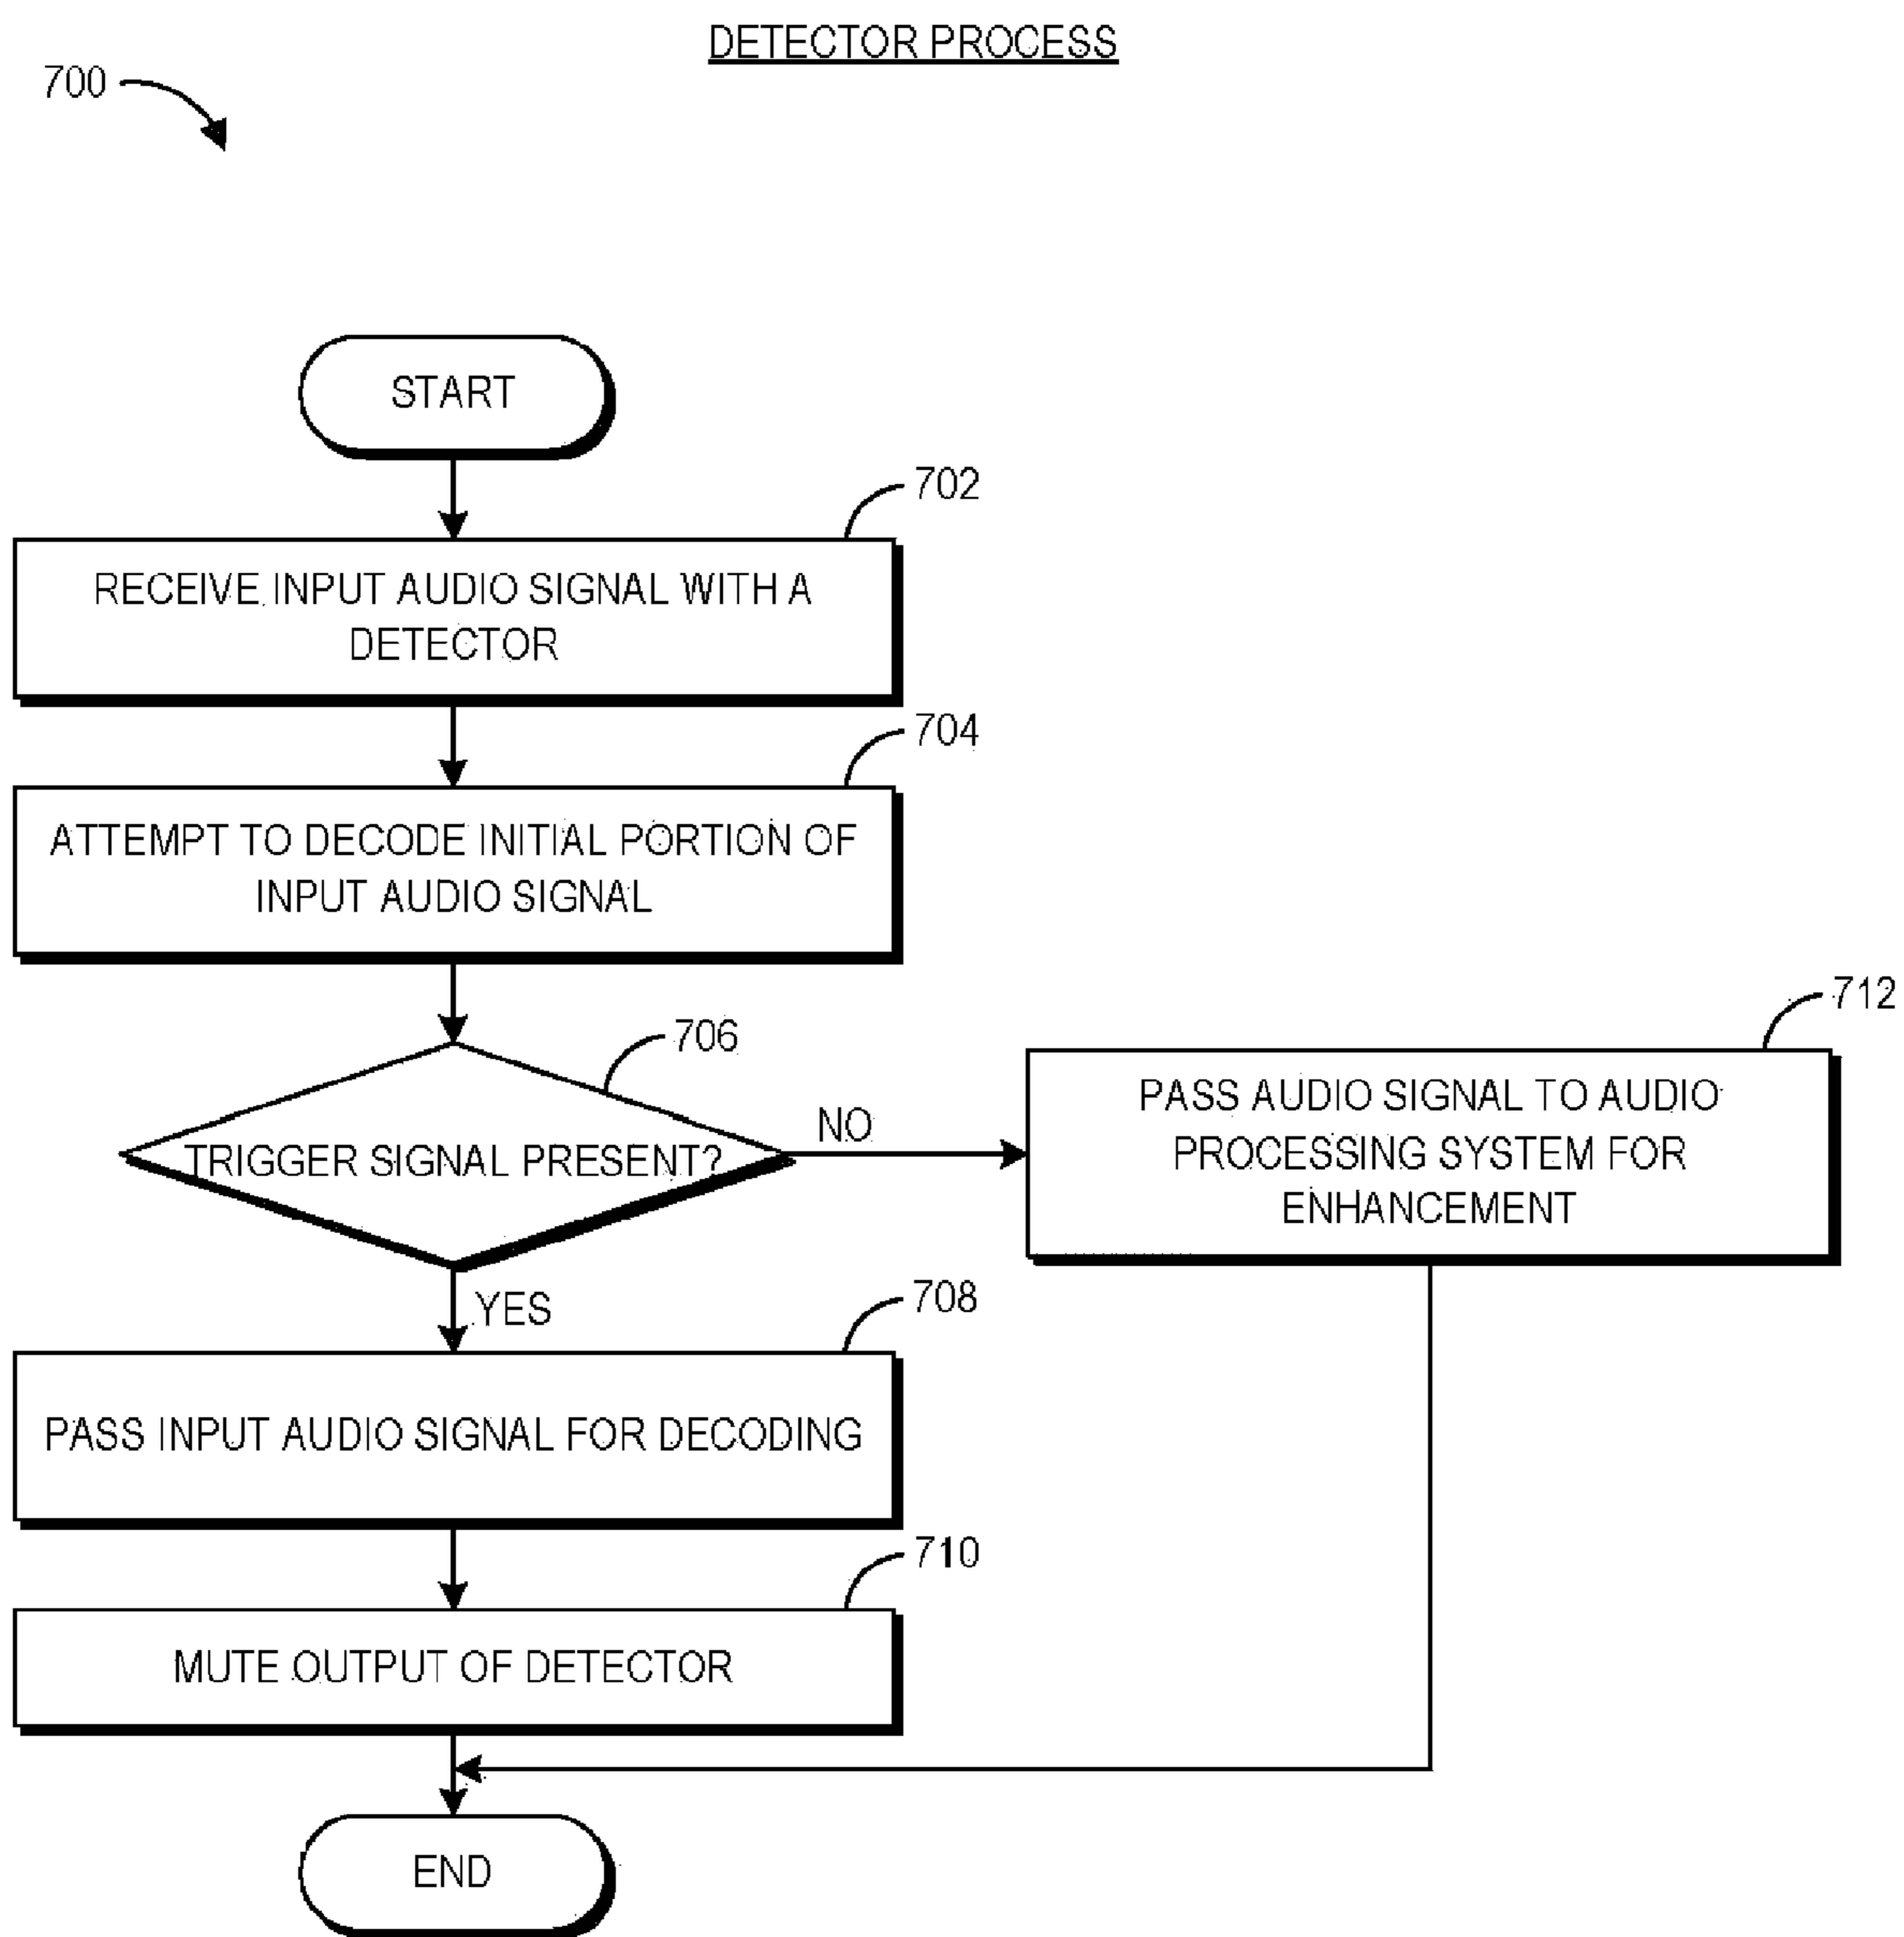 DETECTOR PROCESS
700
START
702
RECEIVE INPUT AUDIO SIGNAL WITH A
DETECTOR
704
ATTEMPT TO DECODE INITIAL PORTION OF
INPUT AUDIO SIGNAL
706
TRIGGER SIGNAL PRESENT?
NO
712
PASS AUDIO SIGNAL TO AUDIO
PROCESSING SYSTEM FOR
ENHANCEMENT
YES
708
PASS INPUT AUDIO SIGNAL FOR DECODING
710
MUTE OUTPUT OF DETECTOR
END